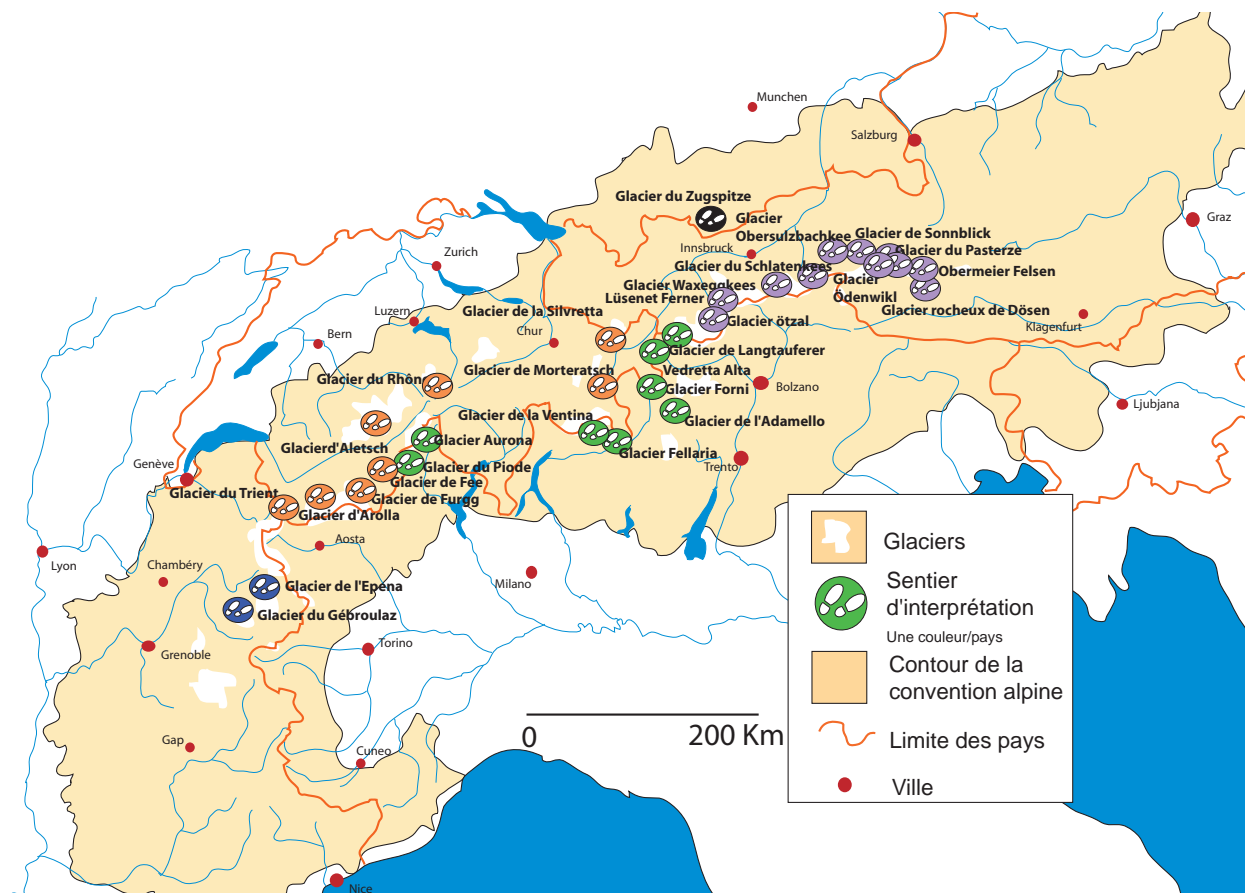 Munchen
Salzburg
Glacier du Zugspitze
Glacier
Obersulzbachkee
Graz
Glacier de Sonnblick
Innsbruck
Glacier du Pasterze
Zurich
Glacier du Schlatenkees
Obermeier Felsen
Glacier Waxeggkees
Glacier
Ödenwikl
Lüsenet Ferner
Luzern
Glacier de la Silvretta
Glacier rocheux de Dösen
Klagenfurt
Glacier ötzal
Bern
Chur
Glacier de Langtauferer
Glacier de Morteratsch
Vedretta Alta
Glacier du Rhôn
Glacier Forni
Bolzano
Ljubjana
Glacier de la Ventina
Glacier de l'Adamello
Glacierd'Aletsch
Glacier Aurona
Glacier Fellaria
Genève
Glacier du Piode
Trento
Glacier de Fee
Glacier du Trient
Glacier de Furgg
Glacier d'Arolla
Aosta
Lyon
Chambéry
Milano
Glacier de l'Epena
Glacier du Gébroulaz
Torino
Grenoble
Gap
Cuneo
Nice
0
200 Km
Glaciers
Sentier
d'interprétation
Une couleur/pays
Contour de la
convention alpine
Limite des pays
Ville